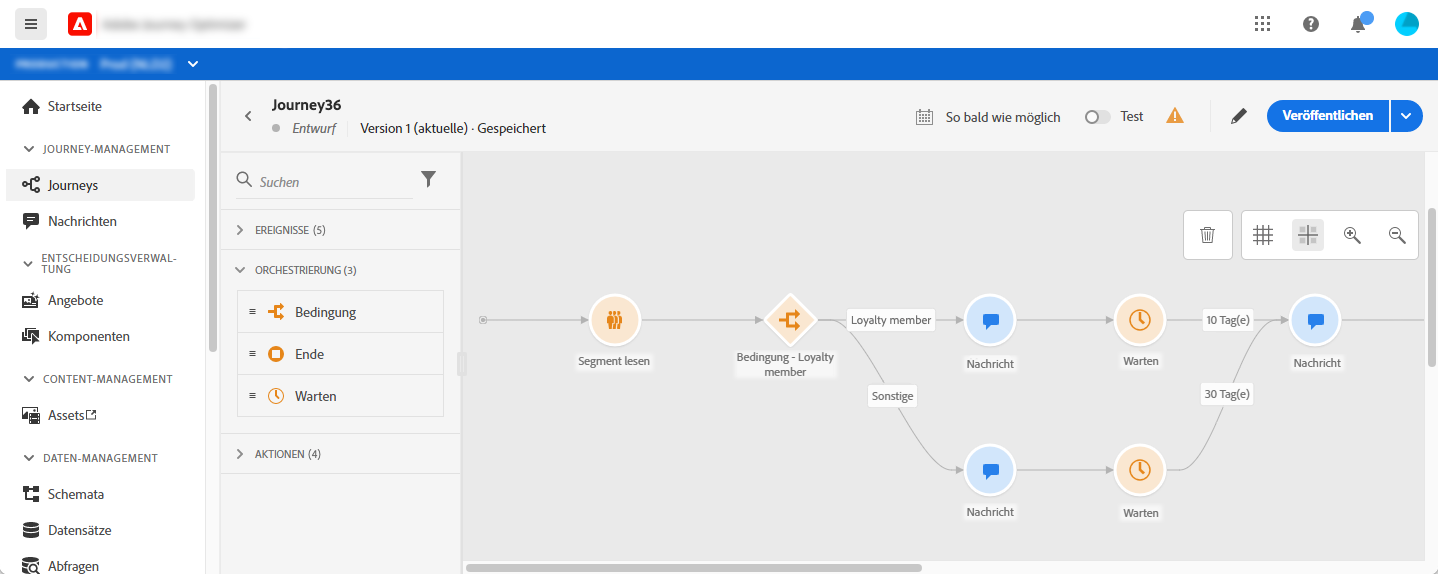 Startseite
JOURNEY-MANAGEMENT
Journeys
Nachrichten
ENTSCHEIDUNGSVERWAL-
TUNG
Angebote
Komponenten
CONTENT-MANAGEMENT
Assets
DATEN-MANAGEMENT
Schemata
Datensätze
Abfragen
Journey36
Entwurf
Version 1 (aktuelle) · Gespeichert
So bald wie möglich
Test
Veröffentlichen
Suchen
EREIGNISSE (5)
ORCHESTRIERUNG (3)
Bedingung
Ende
Warten
AKTIONEN (4)
Segment lesen
Bedingung - Loyalty
member
Loyalty member
Nachricht
Warten
10 Tag(e)
Nachricht
Sonstige
30 Tag(e)
Nachricht
Warten